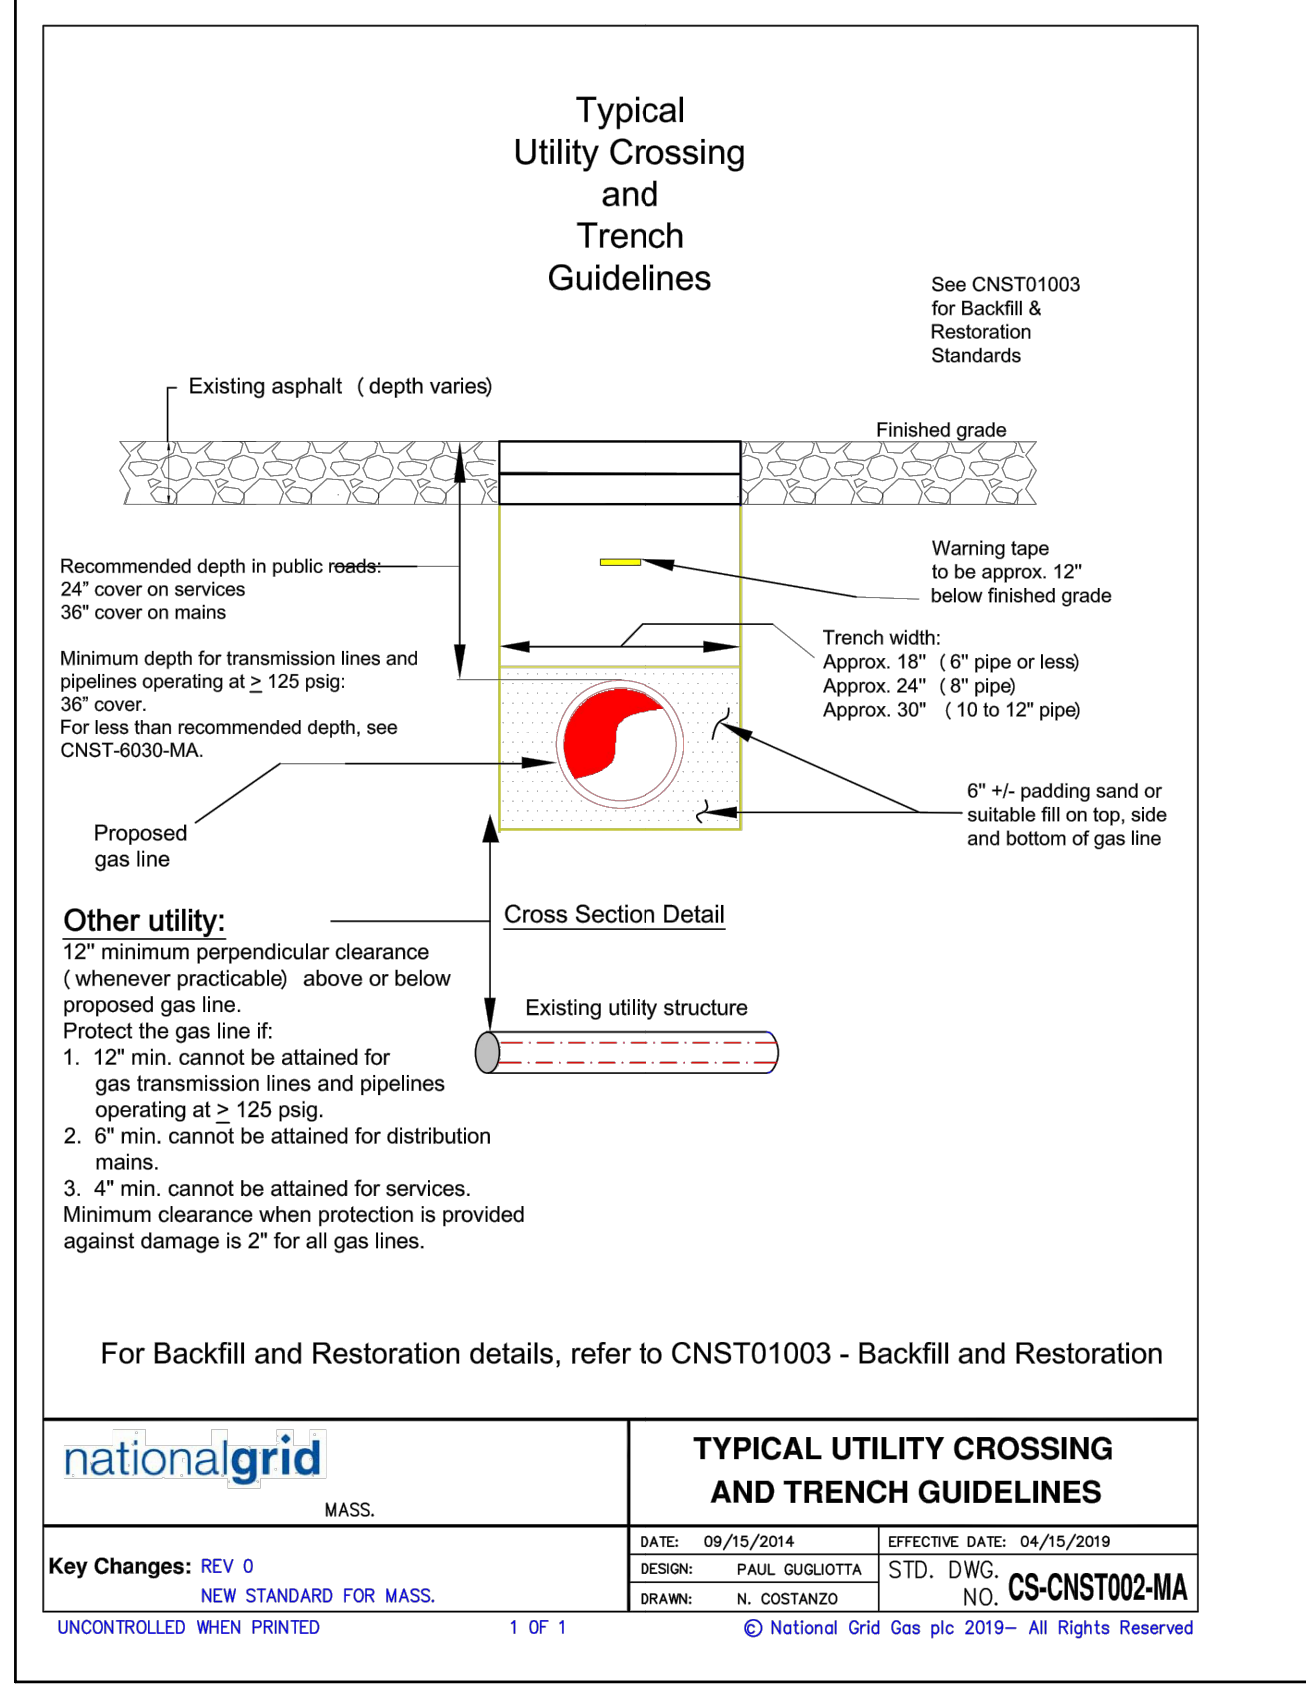 Typical
Utility Crossing
and
Trench
Guidelines
See CNST01003
for Backfill &
Restoration
Standards
Existing asphalt ( depth varies)
Finished grade
Recommended depth in public roads:
24” cover on services
36" cover on mains
Minimum depth for transmission lines and
pipelines operating at ≥ 125 psig:
36” cover.
For less than recommended depth, see
CNST-6030-MA.
Warning tape
to be approx. 12"
below finished grade
Trench width:
Approx. 18" ( 6" pipe or less)
Approx. 24" ( 8" pipe)
Approx. 30" ( 10 to 12" pipe)
6" +/- padding sand or
suitable fill on top, side
and bottom of gas line
Proposed
gas line
Cross Section Detail
Existing utility structure
Other utility:
12" minimum perpendicular clearance
( whenever practicable) above or below
proposed gas line.
Protect the gas line if:
1. 12" min. cannot be attained for
gas transmission lines and pipelines
operating at ≥ 125 psig.
2. 6" min. cannot be attained for distribution
mains.
3. 4" min. cannot be attained for services.
Minimum clearance when protection is provided
against damage is 2" for all gas lines.
For Backfill and Restoration details, refer to CNST01003 - Backfill and Restoration
nationalgrid
MASS.
TYPICAL UTILITY CROSSING
AND TRENCH GUIDELINES
Key Changes: REV 0
NEW STANDARD FOR MASS.
DATE: 09/15/2014
EFFECTIVE DATE: 04/15/2019
DESIGN: PAUL GUGLIOTTA
DRAWN: N. COSTANZO
STD. DWG.
NO. CS-CNST002-MA
UNCONTROLLED WHEN PRINTED
1 OF 1
© National Grid Gas plc 2019– All Rights Reserved